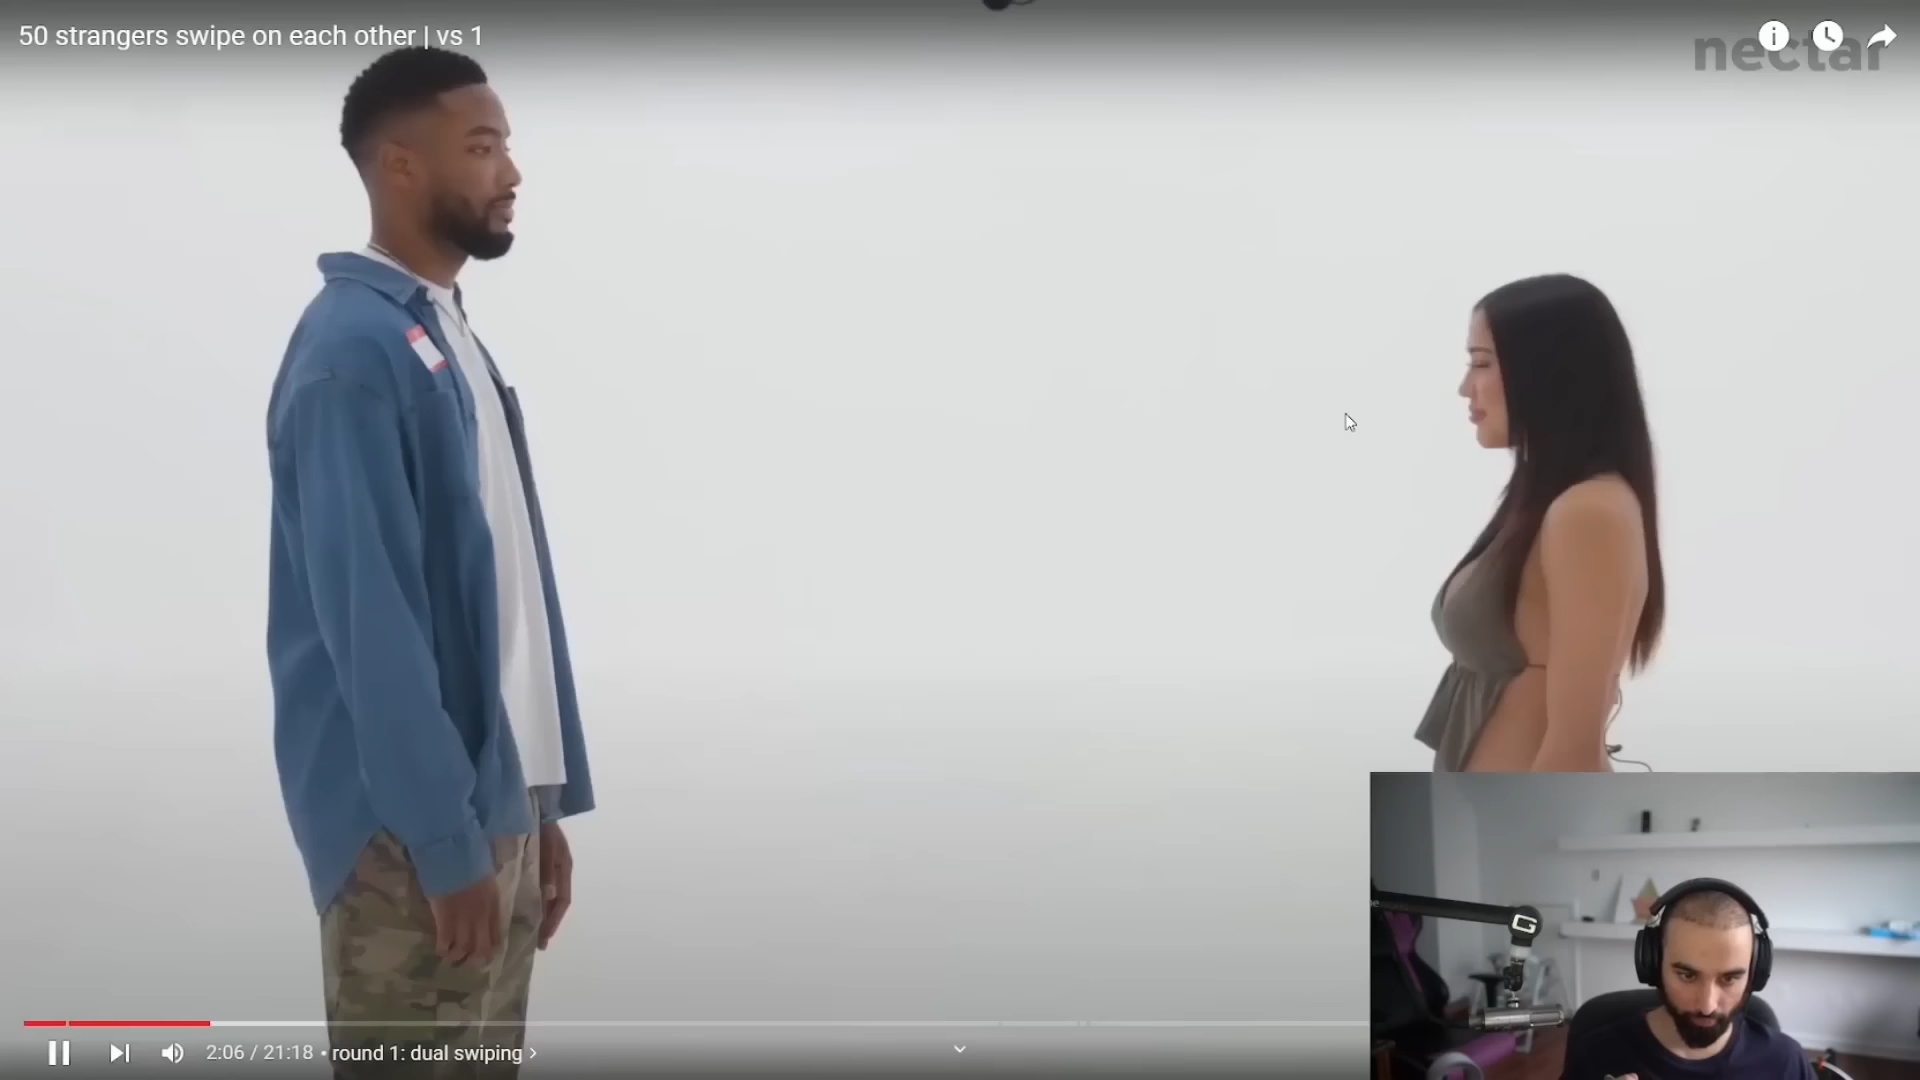 50 strangers swipe on each other | vs 1
nectar
2:06 / 21:18 • round 1: dual swiping